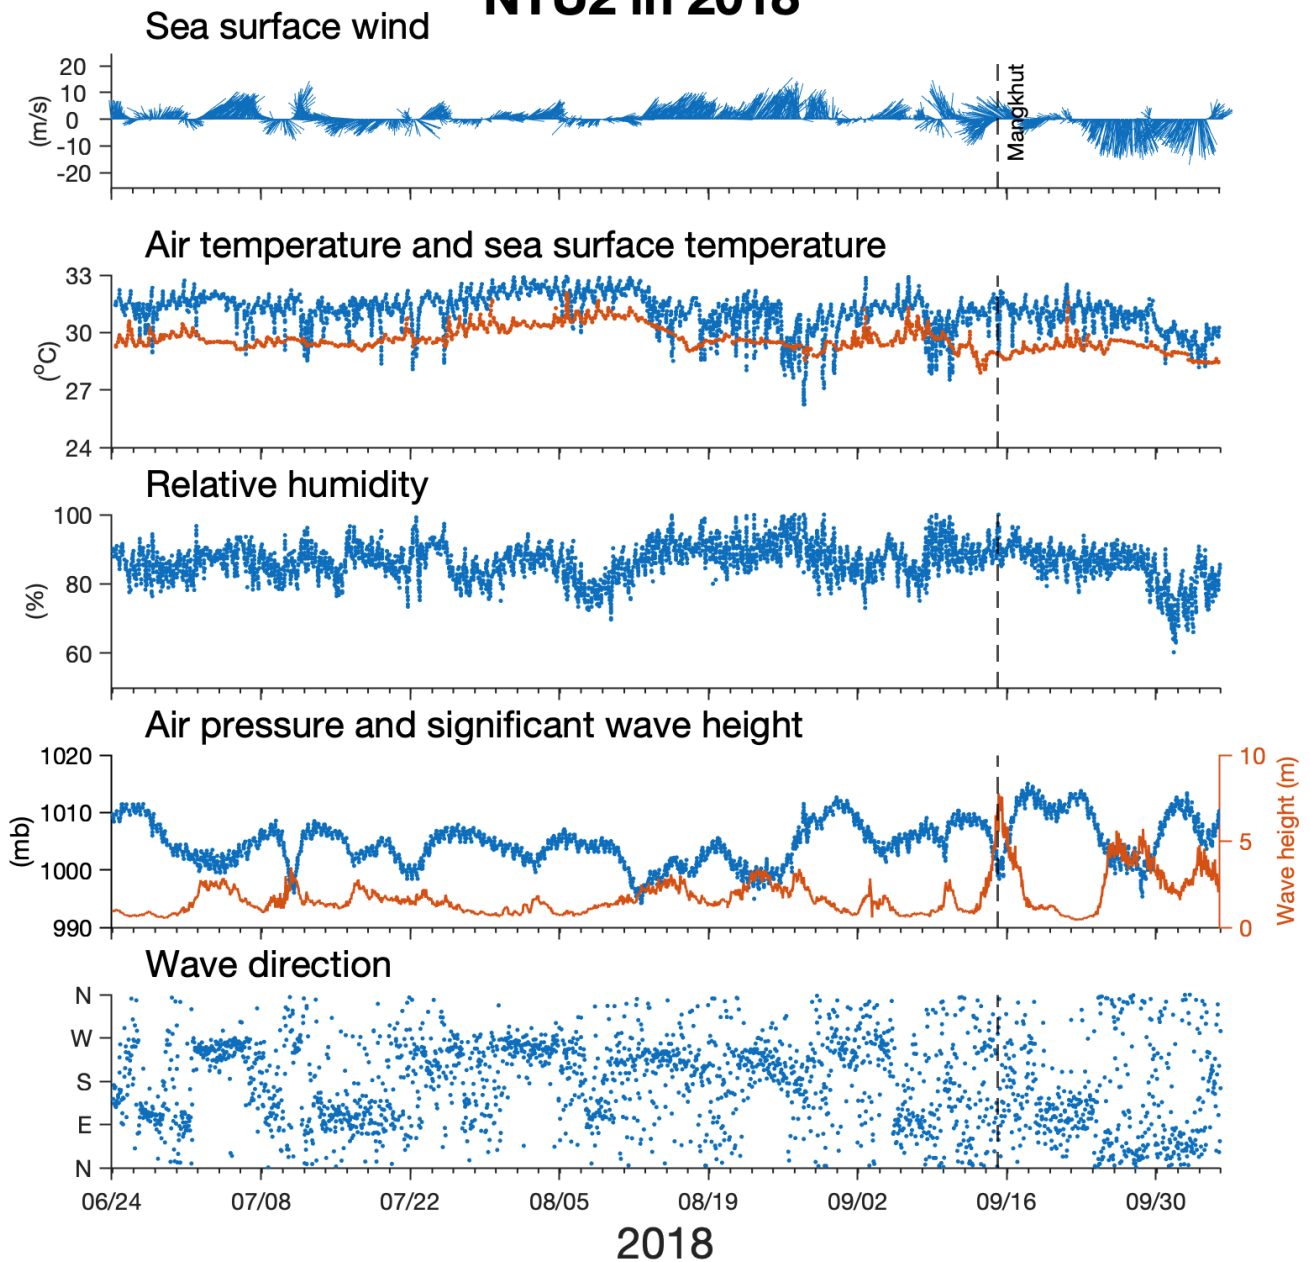 NTU2 in 2018
Sea surface wind
20
10
0
-10
-20
(m/s)
Mangkhut
Air temperature and sea surface temperature
33
30
27
24
(°C)
Relative humidity
100
80
60
(%)
Air pressure and significant wave height
1020
1010
1000
990
(mb)
10
5
0
Wave height (m)
Wave direction
N
W
S
E
N
06/24 07/08 07/22 08/05 08/19 09/02 09/16 09/30
2018